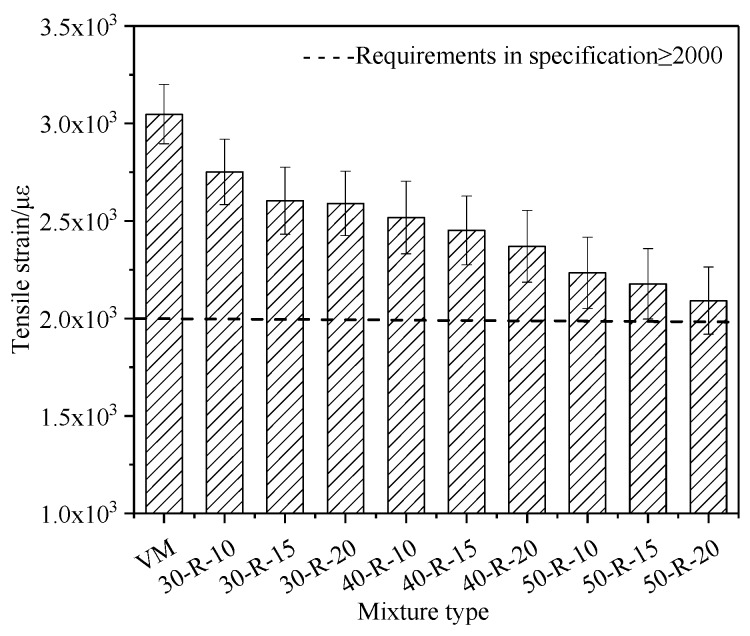 3.5x10³
- - - -Requirements in specification≥2000
3.0x10³
2.5x10³
2.0x10³
1.5x10³
1.0x10³
Tensile strain/με
VM
30-R-10
30-R-15
30-R-20
40-R-10
40-R-15
40-R-20
50-R-10
50-R-15
50-R-20
Mixture type